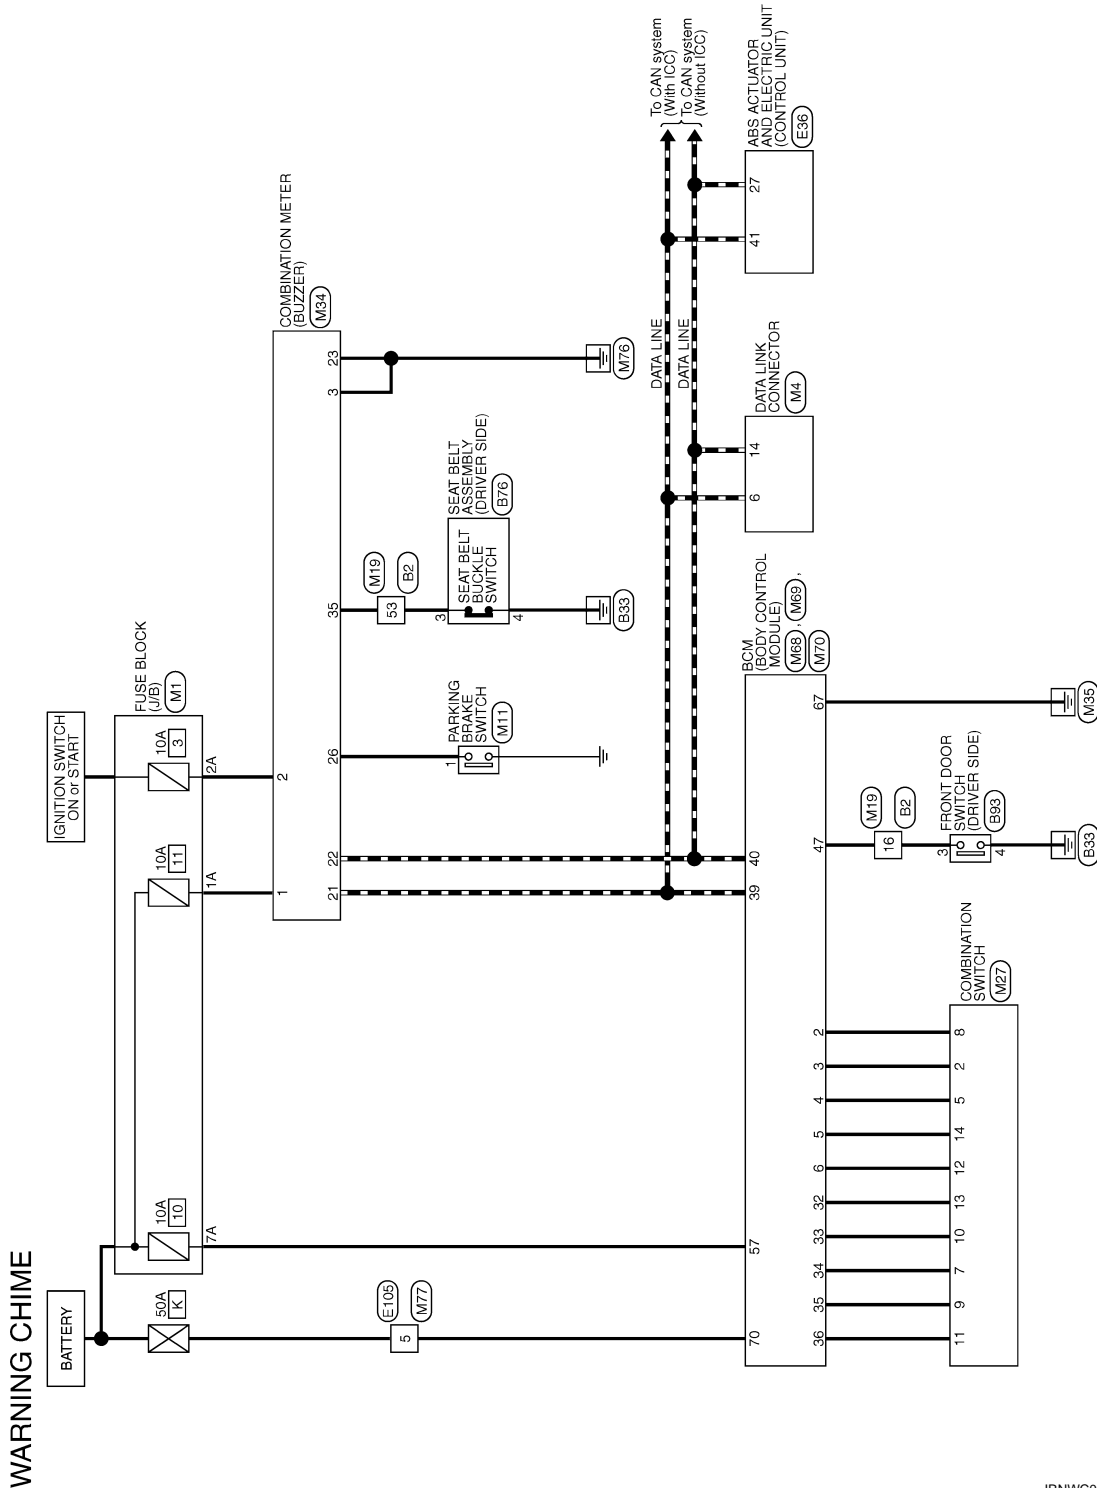 WARNING CHIME
BATTERY
IGNITION SWITCH
ON or START
50A
K
10A
10
10A
11
10A
3
FUSE BLOCK
(J/B)
M1
7A
1A
2A
E105
M77
5
1
2
COMBINATION METER
(BUZZER)
M34
21
22
26
35
3
23
PARKING
BRAKE
SWITCH
M11
1
M19
B2
53
SEAT BELT
ASSEMBLY
(DRIVER SIDE)
B76
3
SEAT BELT
BUCKLE
SWITCH
4
B33
M76
DATA LINE
DATA LINE
To CAN system
(With ICC)
To CAN system
(Without ICC)
70
57
39
40
BCM
(BODY CONTROL
MODULE)
M68 , M69 ,
M70
6
14
DATA LINK
CONNECTOR
M4
41
27
ABS ACTUATOR
AND ELECTRIC UNIT
(CONTROL UNIT)
E36
36
35
34
33
32
6
5
4
3
2
47
67
11
9
7
10
13
12
14
5
2
8
COMBINATION
SWITCH
M27
M19
B2
16
FRONT DOOR
SWITCH
(DRIVER SIDE)
B93
3
4
B33
M35